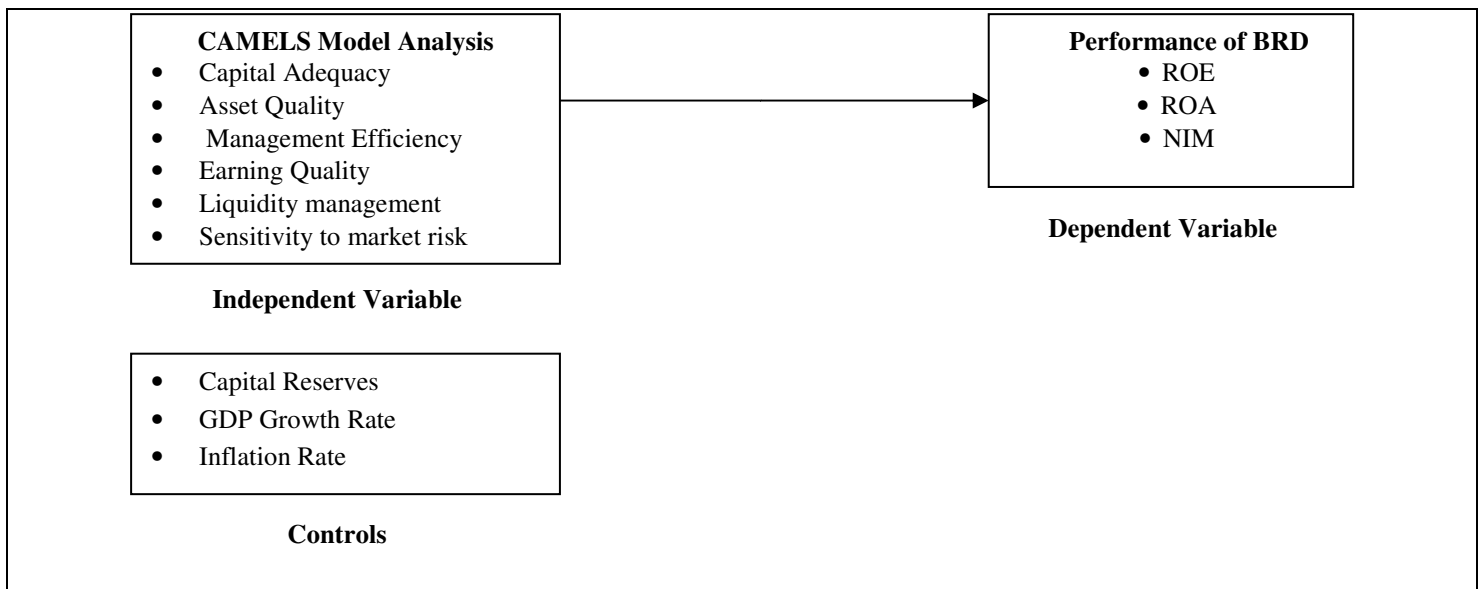 CAMELS Model Analysis
• Capital Adequacy
• Asset Quality
• Management Efficiency
• Earning Quality
• Liquidity management
• Sensitivity to market risk
Independent Variable
Performance of BRD
• ROE
• ROA
• NIM
Dependent Variable
• Capital Reserves
• GDP Growth Rate
• Inflation Rate
Controls